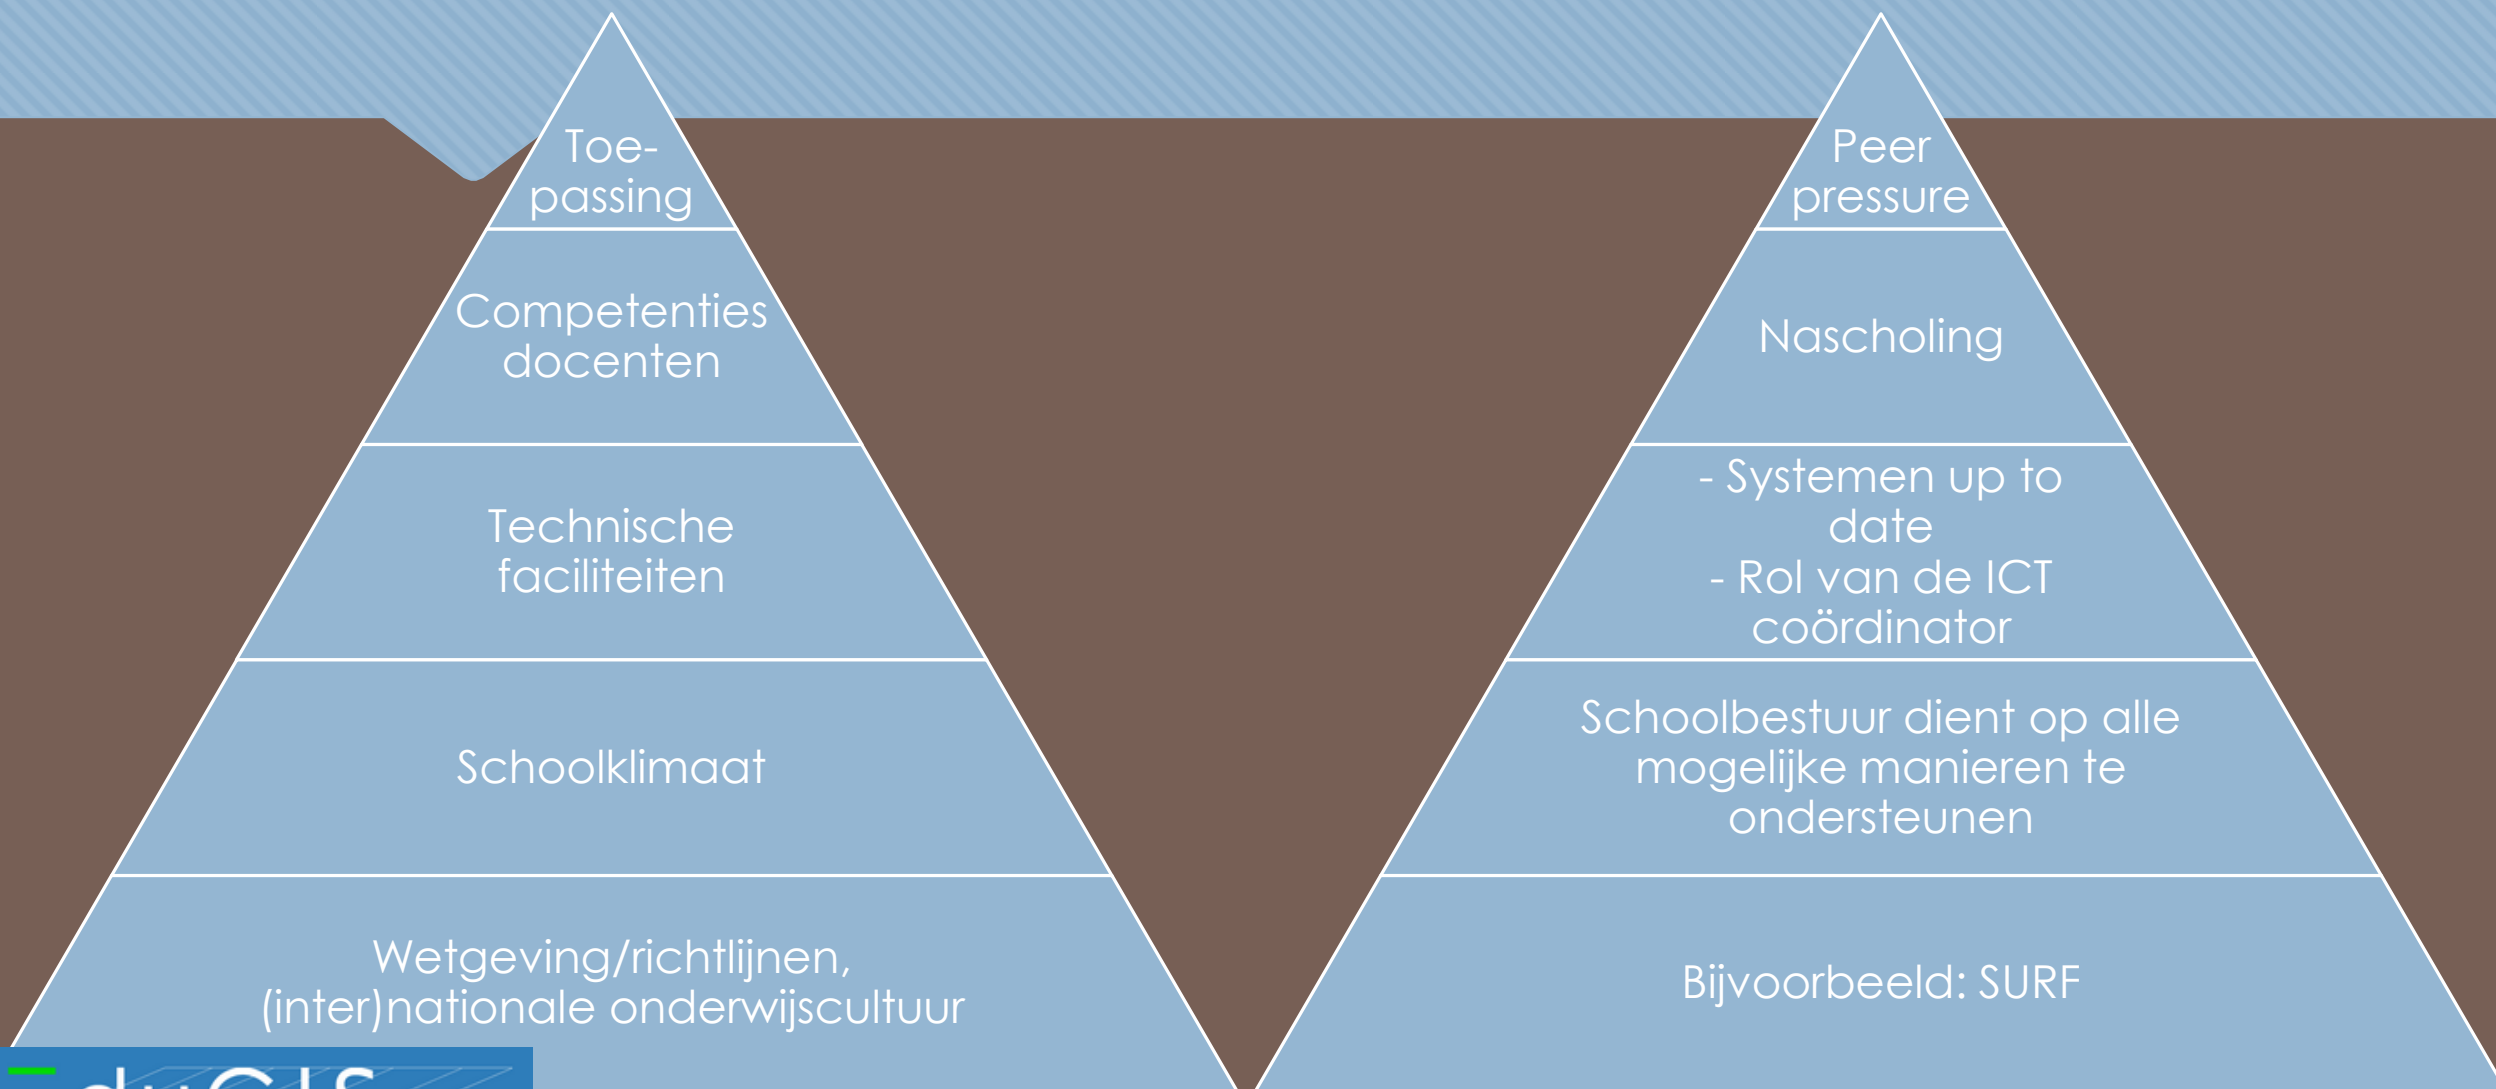 Toe-
passing
Competenties
docenten
Technische
faciliteiten
Schoolklimaat
Wetgeving/richtlijnen,
(inter)nationale onderwijscultuur
Peer
pressure
Nascholing
- Systemen up to
date
- Rol van de ICT
coördinator
Schoolbestuur dient op alle
mogelijke manieren te
ondersteunen
Bijvoorbeeld: SURF